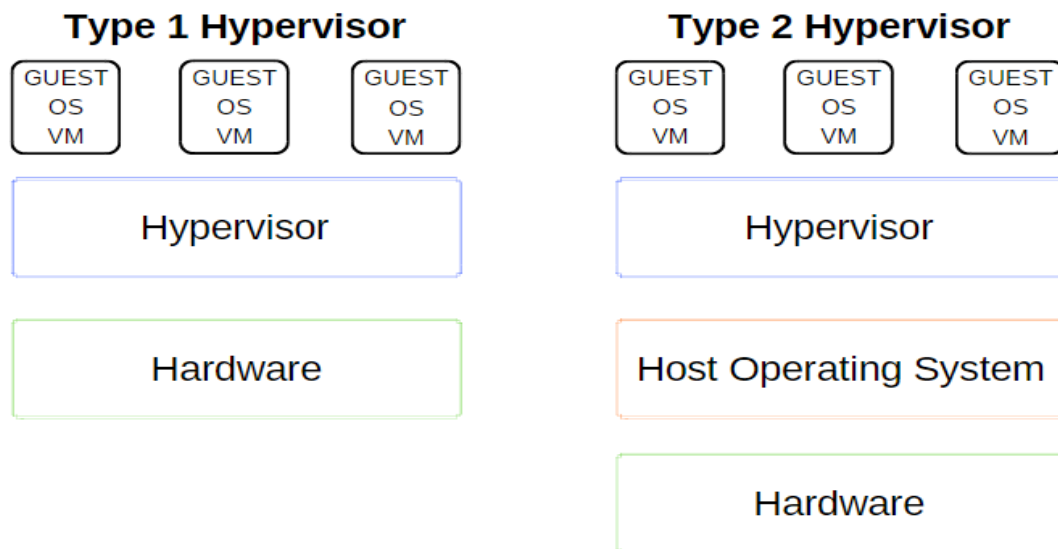 Type 1 Hypervisor
GUEST
OS
VM
GUEST
OS
VM
GUEST
OS
VM
Hypervisor
Hardware
Type 2 Hypervisor
GUEST
OS
VM
GUEST
OS
VM
GUEST
OS
VM
Hypervisor
Host Operating System
Hardware